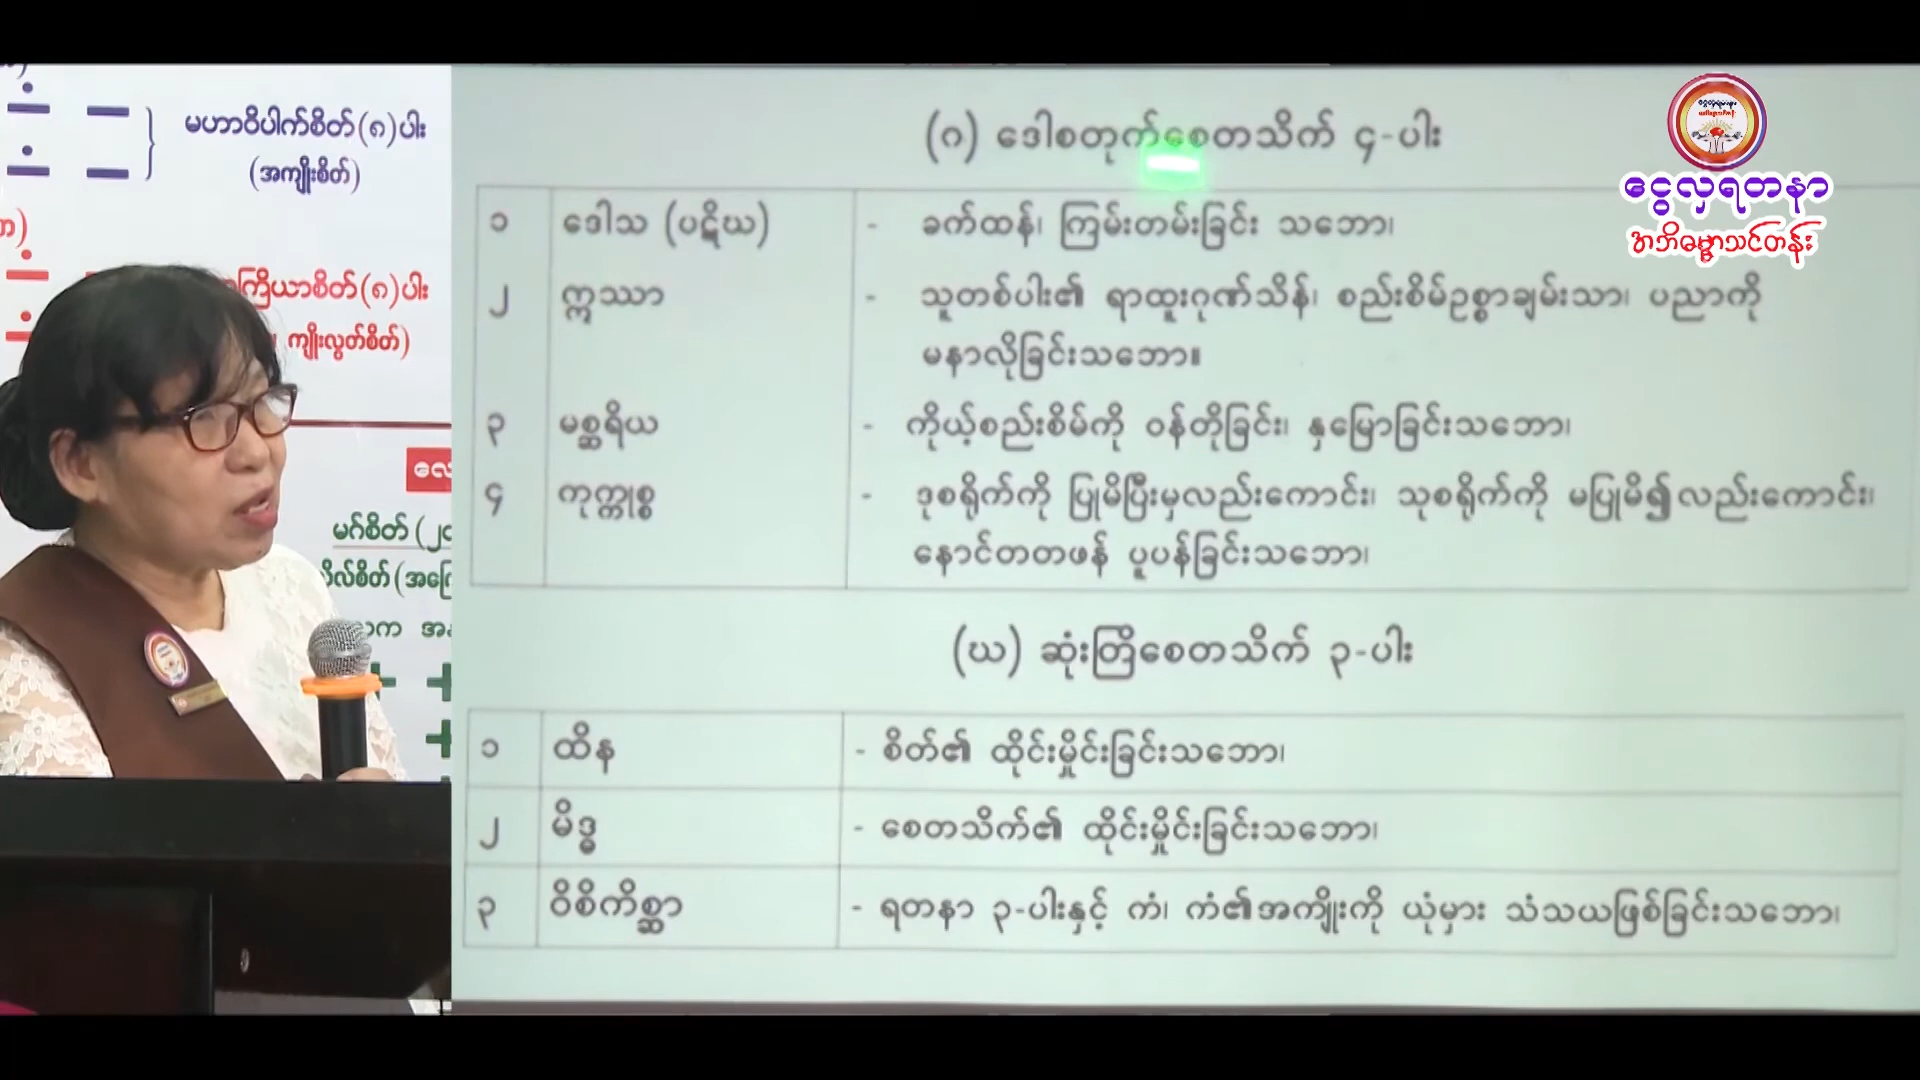 မဟာဝိပါက်စိတ်(၈)ပါး
(အကျိုးစိတ်)
ကြိယာစိတ်(၈)ပါး
ကျိုးလွတ်စိတ်)
မဂ်စိတ်
(ဂ) ဒေါစတုက်စေတသိက် ၄-ပါး
၁ ဒေါသ (ပဋိဃ) - ခက်ထန်၊ ကြမ်းတမ်းခြင်း သဘော၊
၂ ဣဿာ - သူတစ်ပါး၏ ရာထူးဂုဏ်သိန်၊ စည်းစိမ်ဥစ္စာချမ်းသာ၊ ပညာကို
မနာလိုခြင်းသဘော။
၃ မစ္ဆရိယ - ကိုယ့်စည်းစိမ်ကို ဝန်တိုခြင်း၊ နှမြောခြင်းသဘော၊
၄ ကုက္ကုစ္စ - ဒုစရိုက်ကို ပြုမိပြီးမှလည်းကောင်း၊ သုစရိုက်ကို မပြုမိ၍လည်းကောင်း၊
နောင်တတဖန် ပူပန်ခြင်းသဘော၊
(ဃ) ဆုံးတြိစေတသိက် ၃-ပါး
၁ ထိန - စိတ်၏ ထိုင်းမှိုင်းခြင်းသဘော၊
၂ မိဒ္ဓ - စေတသိက်၏ ထိုင်းမှိုင်းခြင်းသဘော၊
၃ ဝိစိကိစ္ဆာ - ရတနာ ၃-ပါးနှင့် ကံ၊ ကံ၏အကျိုးကို ယုံမှား သံသယဖြစ်ခြင်းသဘော၊
ငွေလှရတနာ
အဘိဓမ္မာသင်တန်း